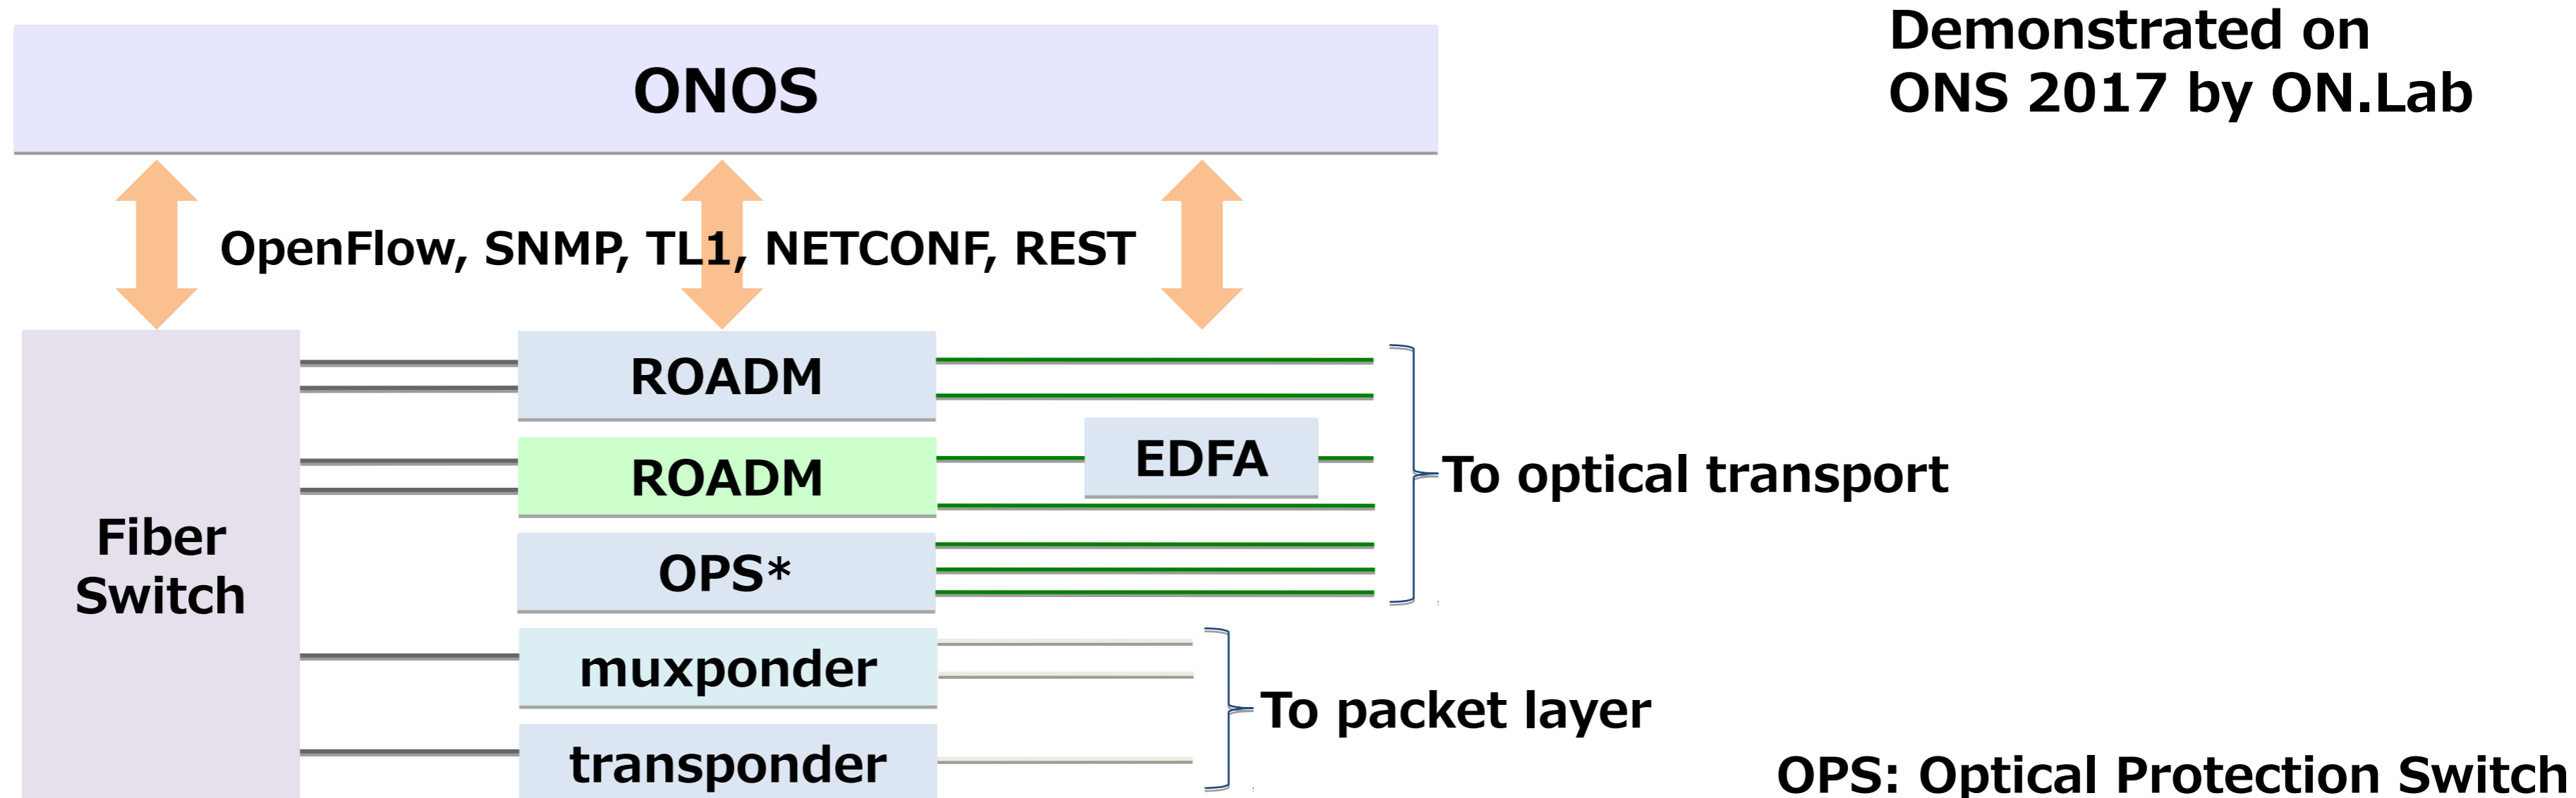 Demonstrated on
ONS 2017 by ON.Lab
ONOS
OpenFlow, SNMP, TL1, NETCONF, REST
Fiber
Switch
ROADM
ROADM
EDFA
OPS*
muxponder
transponder
To optical transport
To packet layer
OPS: Optical Protection Switch